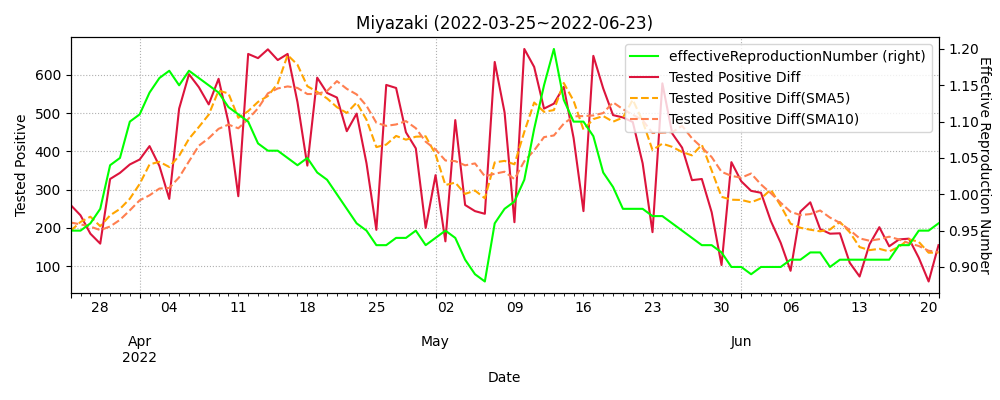 Miyazaki (2022-03-25~2022-06-23)
effectiveReproductionNumber (right)
Tested Positive Diff
Tested Positive Diff(SMA5)
Tested Positive Diff(SMA10)
Tested Positive
600
500
400
300
200
100
1.20
1.15
1.10
1.05
1.00
0.95
0.90
Effective Reproduction Number
28 04 11 18 25 02 09 16 23 30 06 13 20
Apr May Jun
2022
Date